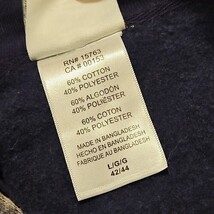 RN# 15763
CA # 00153
60% COTTON
40% POLYESTER
60% ALGODÓN
40% POLIÉSTER
60% COTON
40% POLYESTER
MADE IN BANGLADESH
HECHO EN BANGLADESH
FABRIQUÉ AU BANGLADESH
L/G/G
42/44